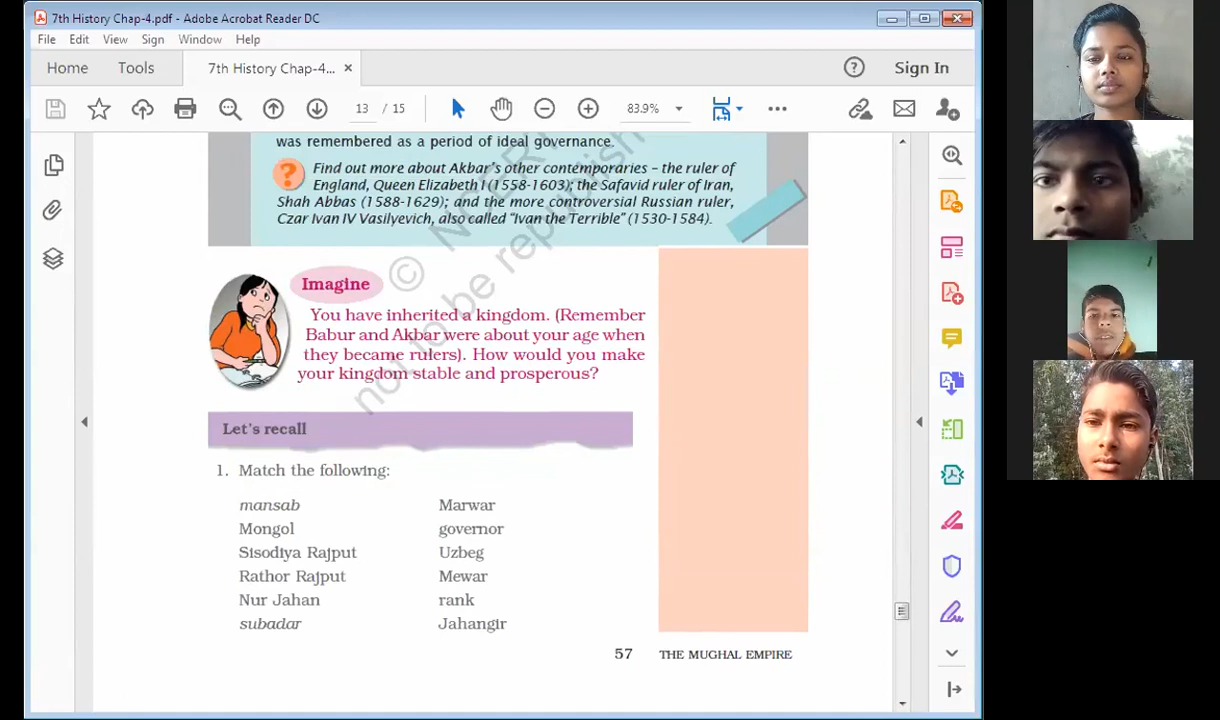 7th History Chap-4.pdf - Adobe Acrobat Reader DC
File Edit View Sign Window Help
Home Tools 7th History Chap-4... × Sign In
13 / 15 83.9%
was remembered as a period of ideal governance.
? Find out more about Akbar's other contemporaries – the ruler of
England, Queen Elizabeth I (1558-1603); the Safavid ruler of Iran,
Shah Abbas (1588-1629); and the more controversial Russian ruler,
Czar Ivan IV Vasilyevich, also called "Ivan the Terrible" (1530-1584).
© NCERT
not to be republish
Imagine
You have inherited a kingdom. (Remember
Babur and Akbar were about your age when
they became rulers). How would you make
your kingdom stable and prosperous?
Let's recall
1. Match the following:
mansab Marwar
Mongol governor
Sisodiya Rajput Uzbeg
Rathor Rajput Mewar
Nur Jahan rank
subadar Jahangir
57 THE MUGHAL EMPIRE